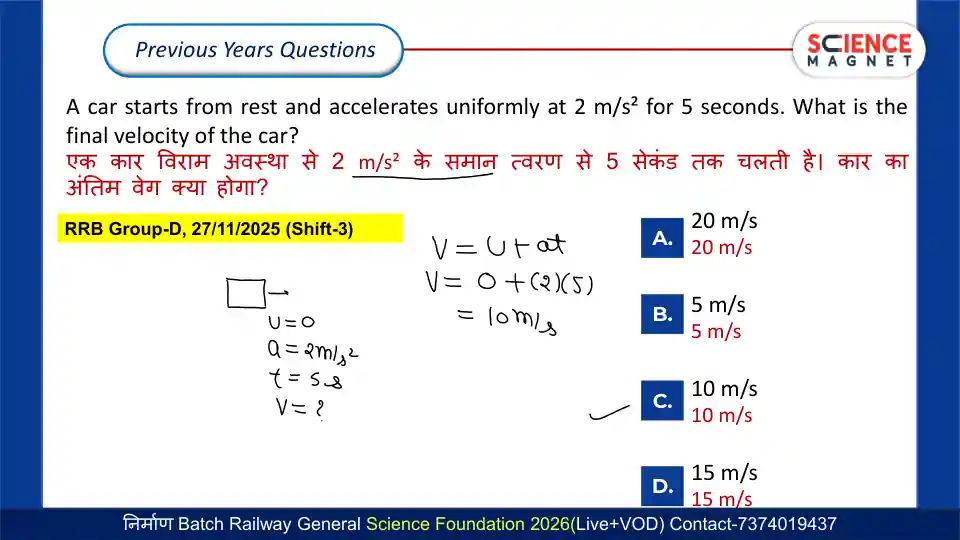 Previous Years Questions
SCIENCE
MAGNET
A car starts from rest and accelerates uniformly at 2 m/s² for 5 seconds. What is the
final velocity of the car?
एक कार विराम अवस्था से 2 m/s² के समान त्वरण से 5 सेकंड तक चलती है। कार का
अंतिम वेग क्या होगा?
RRB Group-D, 27/11/2025 (Shift-3)
V = U + at
V = 0 + (2)(5)
= 10m/s
U = 0
a = 2m/s²
t = 5s
V = ?
A.
20 m/s
20 m/s
B.
5 m/s
5 m/s
C.
10 m/s
10 m/s
D.
15 m/s
15 m/s
निर्माण Batch Railway General Science Foundation 2026(Live+VOD) Contact-7374019437